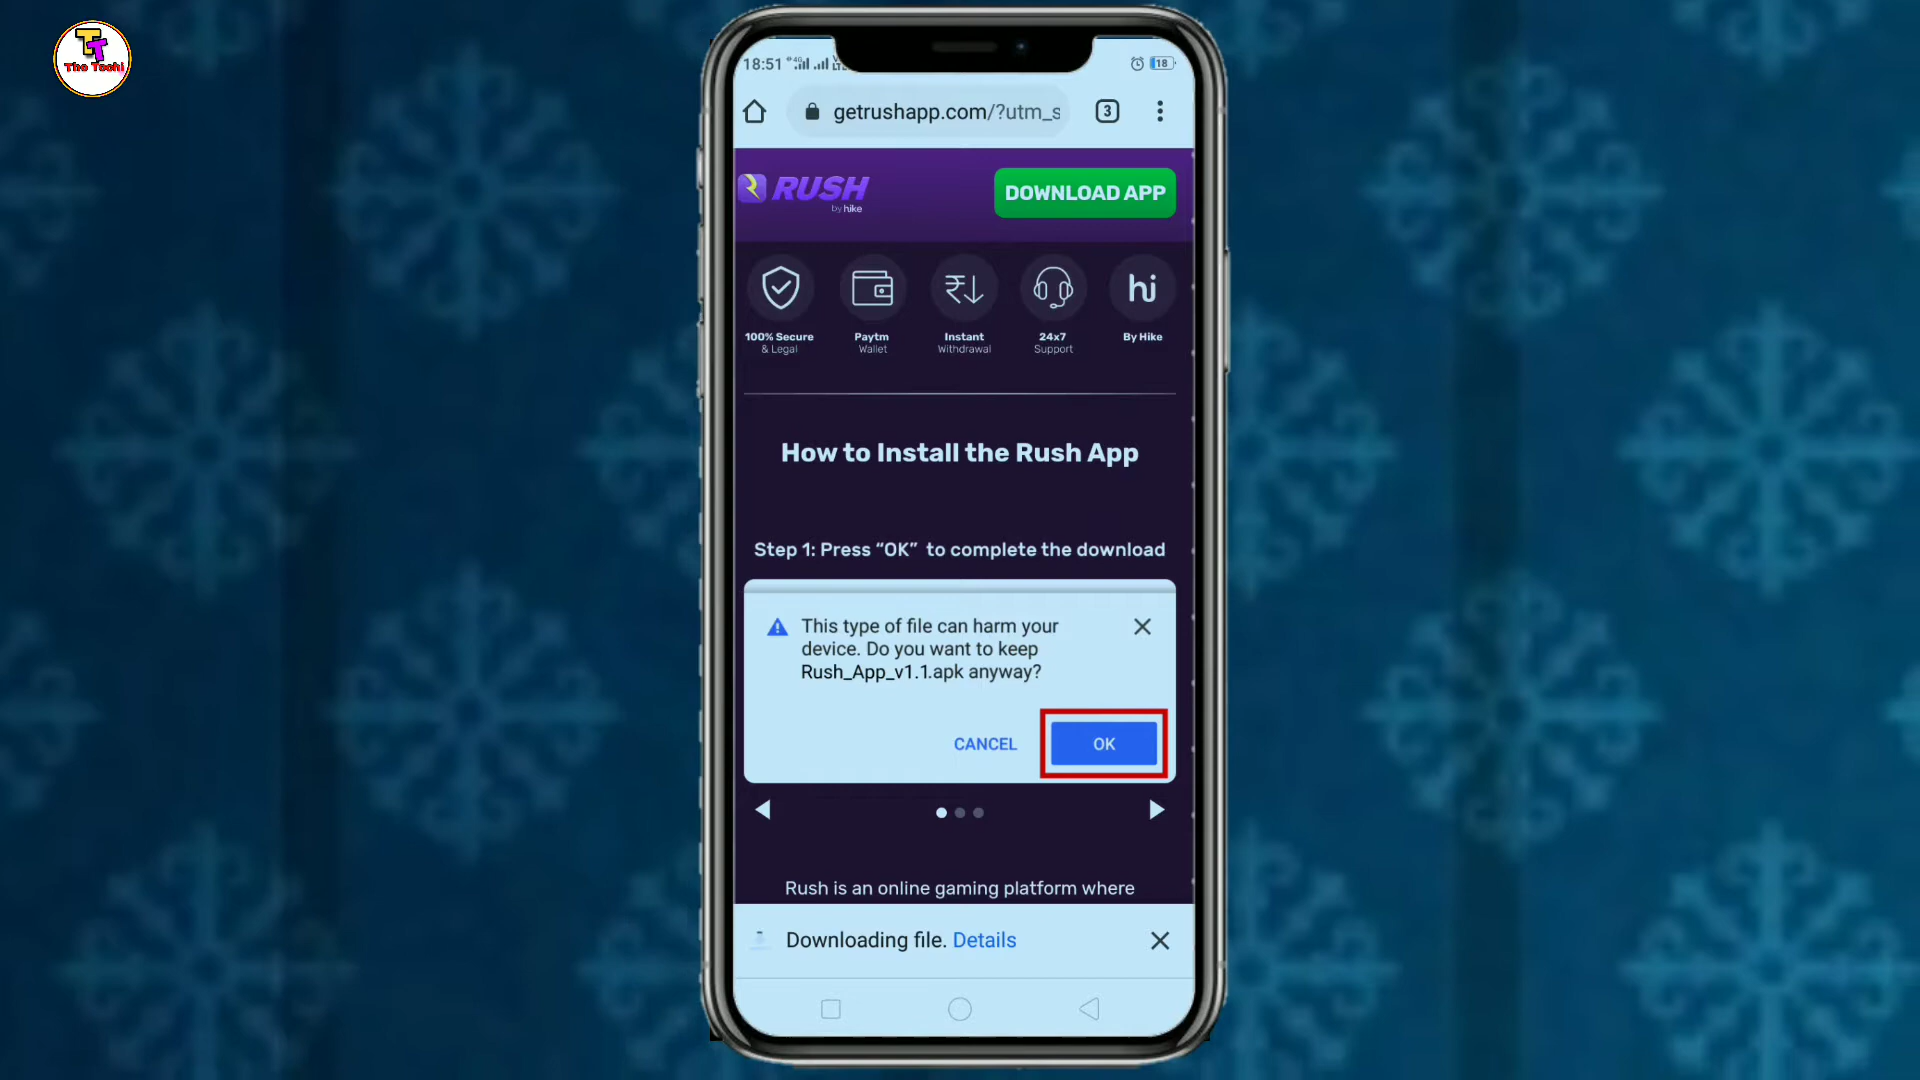 TT
The Techi
18:51
18
getrushapp.com/?utm_s
3
RUSH
by hike
DOWNLOAD APP
100% Secure
& Legal
Paytm
Wallet
Instant
Withdrawal
24x7
Support
hi
By Hike
How to Install the Rush App
Step 1: Press “OK” to complete the download
This type of file can harm your
device. Do you want to keep
Rush_App_v1.1.apk anyway?
CANCEL
OK
Rush is an online gaming platform where
Downloading file. Details